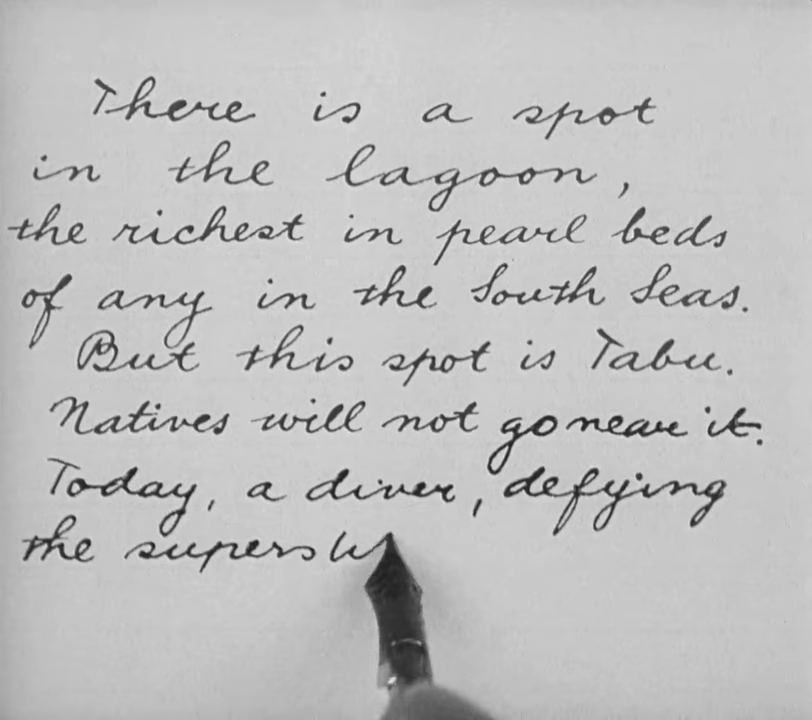 There is a spot
in the lagoon,
the richest in pearl beds
of any in the South Seas.
But this spot is Tabu.
Natives will not go near it.
Today, a diver, defying
the supersti